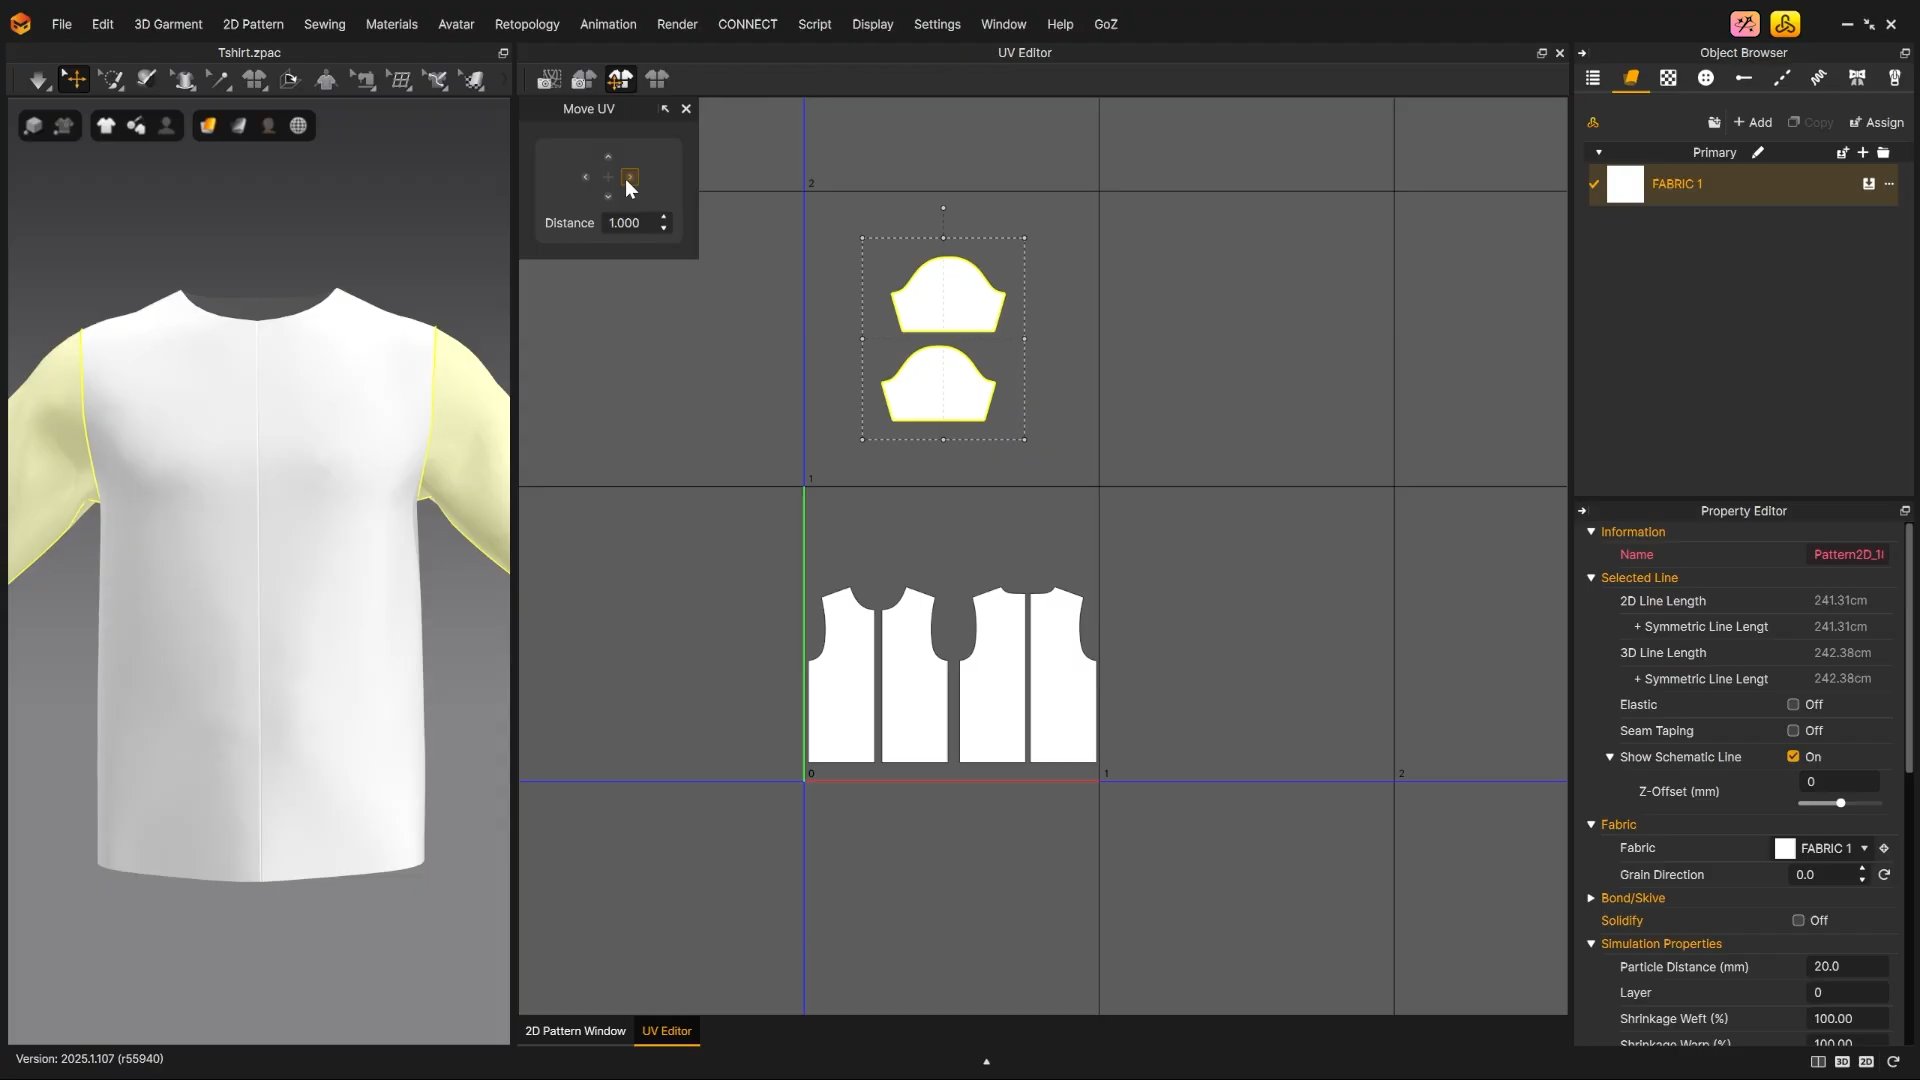 File Edit 3D Garment 2D Pattern Sewing Materials Avatar Retopology Animation Render CONNECT Script Display Settings Window Help GoZ
Tshirt.zpac
UV Editor
Object Browser
Move UV
Distance 1.000
+ Add Copy Assign
Primary
FABRIC 1
2
1
0 1 2
Property Editor
Information
Name Pattern2D_1
Selected Line
2D Line Length 241.31cm
+ Symmetric Line Lengt 241.31cm
3D Line Length 242.38cm
+ Symmetric Line Lengt 242.38cm
Elastic Off
Seam Taping Off
Show Schematic Line On
Z-Offset (mm) 0
Fabric
Fabric FABRIC 1
Grain Direction 0.0
Bond/Skive
Solidify Off
Simulation Properties
Particle Distance (mm) 20.0
Layer 0
Shrinkage Weft (%) 100.00
Shrinkage Warp (%) 100.00
2D Pattern Window UV Editor
Version: 2025.1.107 (r55940)
3D 2D